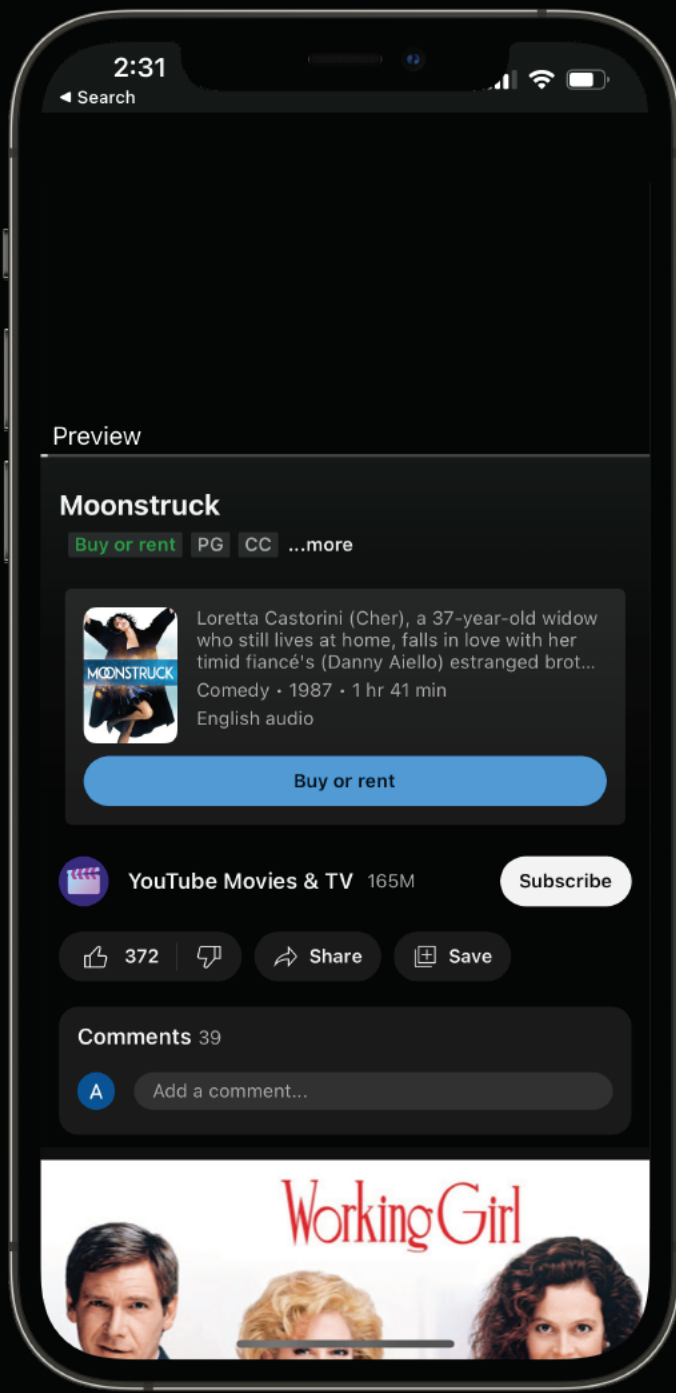 2:31
Search
Preview
Moonstruck
Buy or rent PG CC ...more
Loretta Castorini (Cher), a 37-year-old widow
who still lives at home, falls in love with her
timid fiancé's (Danny Aiello) estranged brot...
MOONSTRUCK
Comedy • 1987 • 1 hr 41 min
English audio
Buy or rent
YouTube Movies & TV 165M
Subscribe
372 Share Save
Comments 39
A Add a comment...
Working Girl